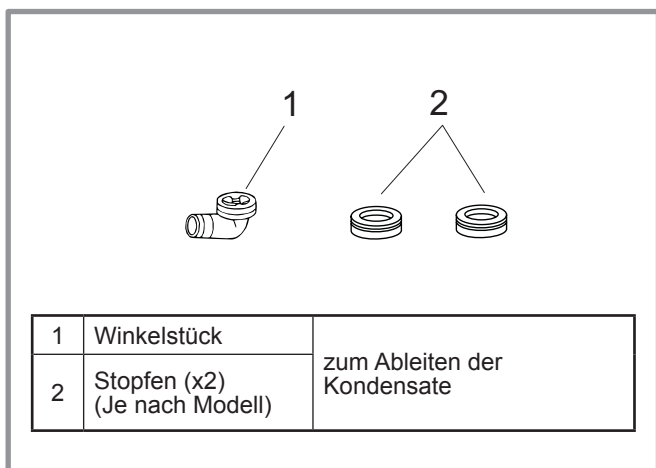 1
2
1 Winkelstück
2 Stopfen (x2)
(Je nach Modell)
zum Ableiten der
Kondensate